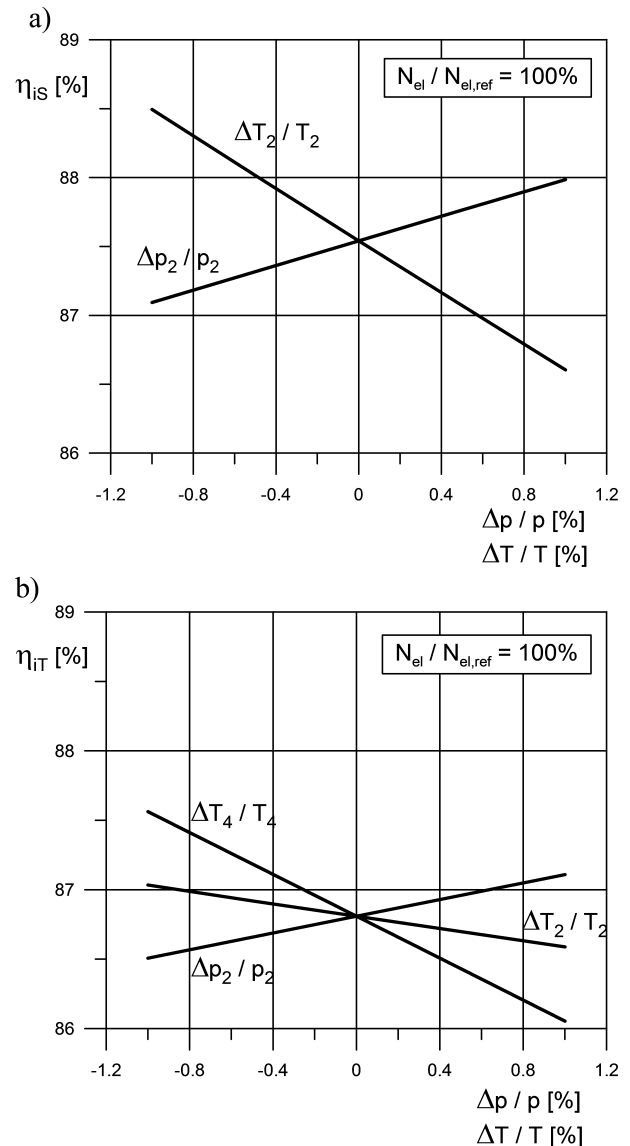 a)
89
η_iS [%]
N_el / N_el,ref = 100%
ΔT_2 / T_2
88
Δp_2 / p_2
87
86
-1.2 -0.8 -0.4 0 0.4 0.8 1.2
Δp / p [%]
ΔT / T [%]
b)
89
η_iT [%]
N_el / N_el,ref = 100%
88
ΔT_4 / T_4
87
ΔT_2 / T_2
Δp_2 / p_2
86
-1.2 -0.8 -0.4 0 0.4 0.8 1.2
Δp / p [%]
ΔT / T [%]